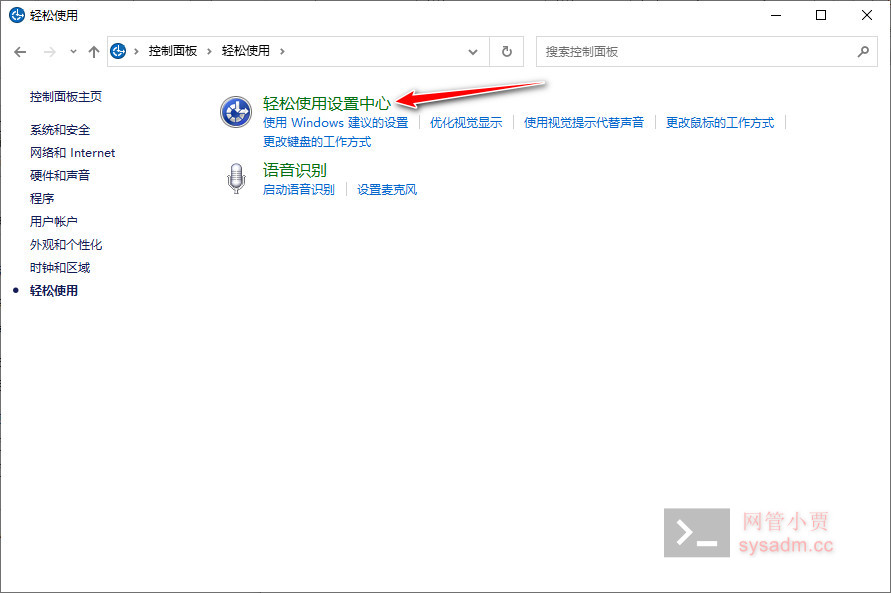 轻松使用
控制面板 轻松使用
搜索控制面板
控制面板主页
系统和安全
网络和 Internet
硬件和声音
程序
用户帐户
外观和个性化
时钟和区域
轻松使用
轻松使用设置中心
使用 Windows 建议的设置 优化视觉显示 使用视觉提示代替声音 更改鼠标的工作方式
更改键盘的工作方式
语音识别
启动语音识别 设置麦克风
网管小贾
sysadm.cc